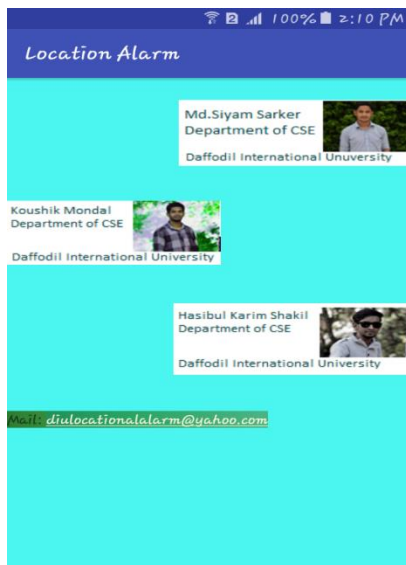 2 100% 2:10 PM
Location Alarm
Md.Siyam Sarker
Department of CSE
Daffodil International Unuversity
Koushik Mondal
Department of CSE
Daffodil International University
Hasibul Karim Shakil
Department of CSE
Daffodil International University
Mail: diulocationalalarm@yahoo.com